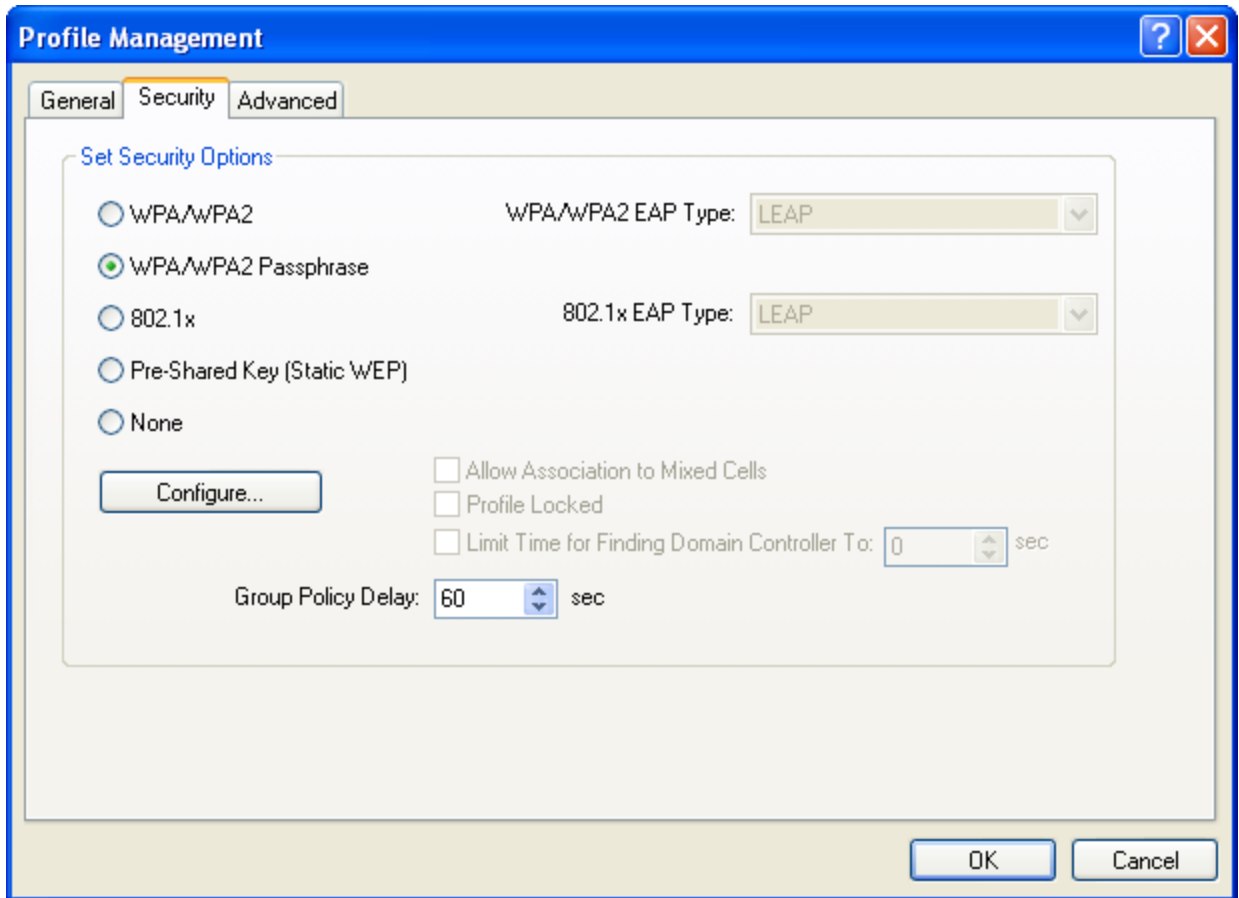 Profile Management
?
General Security Advanced
Set Security Options
WPA/WPA2 WPA/WPA2 EAP Type: LEAP
WPA/WPA2 Passphrase
802.1x 802.1x EAP Type: LEAP
Pre-Shared Key (Static WEP)
None
Configure...
Allow Association to Mixed Cells
Profile Locked
Limit Time for Finding Domain Controller To: 0 sec
Group Policy Delay: 60 sec
OK Cancel